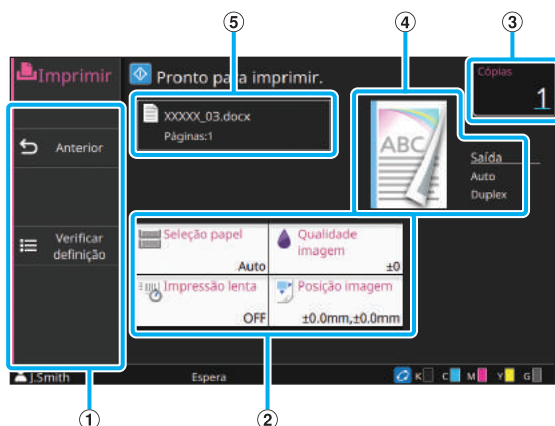 ⑤
④
③
Imprimir
Pronto para imprimir.
Cópias
1
XXXXX_03.docx
Páginas:1
ABC
Saída
Auto
Duplex
Anterior
Verificar
definição
Seleção papel
Auto
Qualidade
imagem
±0
Impressão lenta
OFF
Posição imagem
±0.0mm,±0.0mm
J.Smith
Espera
K C M Y G
①
②